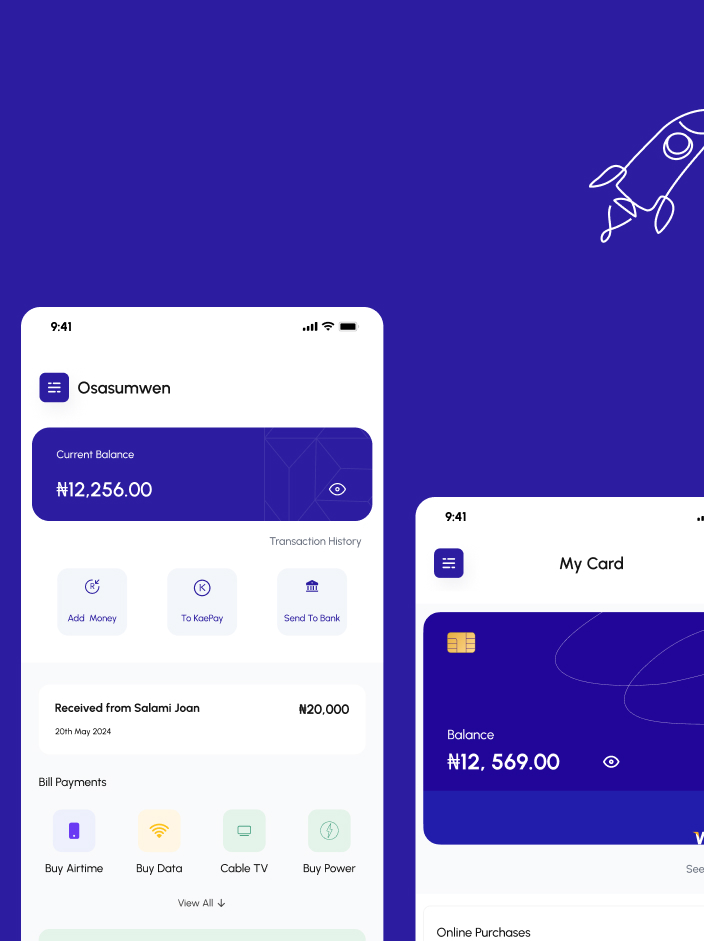 9:41
Osasumwen
Current Balance
₦12,256.00
Transaction History
Add Money
To KaePay
Send To Bank
Received from Salami Joan
₦20,000
20th May 2024
Bill Payments
Buy Airtime
Buy Data
Cable TV
Buy Power
View All
9:41
My Card
Balance
₦12, 569.00
See
Online Purchases